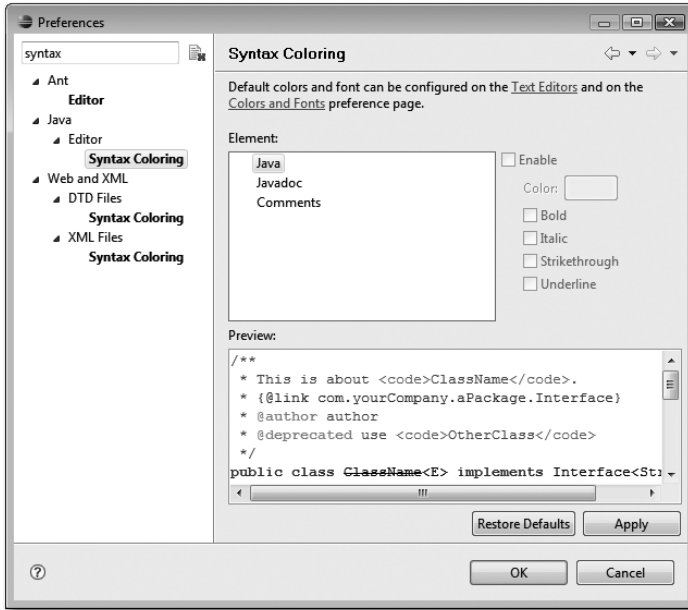 Preferences
syntax
Ant
Editor
Java
Editor
Syntax Coloring
Web and XML
DTD Files
Syntax Coloring
XML Files
Syntax Coloring
Syntax Coloring
Default colors and font can be configured on the Text Editors and on the
Colors and Fonts preference page.
Element:
Java
Javadoc
Comments
Enable
Color:
Bold
Italic
Strikethrough
Underline
Preview:
/**
* This is about <code>ClassName</code>.
* {@link com.yourCompany.aPackage.Interface}
* @author author
* @deprecated use <code>OtherClass</code>
*/
public class ClassName<E> implements Interface<Str
Restore Defaults
Apply
?
OK
Cancel